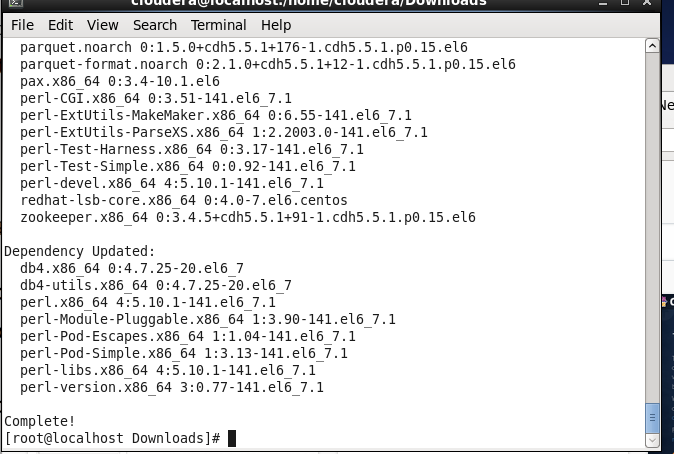 cloudera@localhost:/home/cloudera/Downloads
File Edit View Search Terminal Help
parquet.noarch 0:1.5.0+cdh5.5.1+176-1.cdh5.5.1.p0.15.el6
parquet-format.noarch 0:2.1.0+cdh5.5.1+12-1.cdh5.5.1.p0.15.el6
pax.x86_64 0:3.4-10.1.el6
perl-CGI.x86_64 0:3.51-141.el6_7.1
perl-ExtUtils-MakeMaker.x86_64 0:6.55-141.el6_7.1
perl-ExtUtils-ParseXS.x86_64 1:2.2003.0-141.el6_7.1
perl-Test-Harness.x86_64 0:3.17-141.el6_7.1
perl-Test-Simple.x86_64 0:0.92-141.el6_7.1
perl-devel.x86_64 4:5.10.1-141.el6_7.1
redhat-lsb-core.x86_64 0:4.0-7.el6.centos
zookeeper.x86_64 0:3.4.5+cdh5.5.1+91-1.cdh5.5.1.p0.15.el6
Dependency Updated:
db4.x86_64 0:4.7.25-20.el6_7
db4-utils.x86_64 0:4.7.25-20.el6_7
perl.x86_64 4:5.10.1-141.el6_7.1
perl-Module-Pluggable.x86_64 1:3.90-141.el6_7.1
perl-Pod-Escapes.x86_64 1:1.04-141.el6_7.1
perl-Pod-Simple.x86_64 1:3.13-141.el6_7.1
perl-libs.x86_64 4:5.10.1-141.el6_7.1
perl-version.x86_64 3:0.77-141.el6_7.1
Complete!
[root@localhost Downloads]#